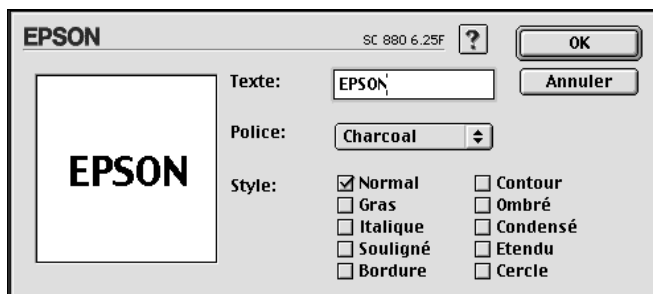 EPSON
SC 880 6.25F
?
OK
Texte:
EPSON
Annuler
Police:
Charcoal
EPSON
Style:
Normal
Contour
Gras
Ombré
Italique
Condensé
Souligné
Etendu
Bordure
Cercle